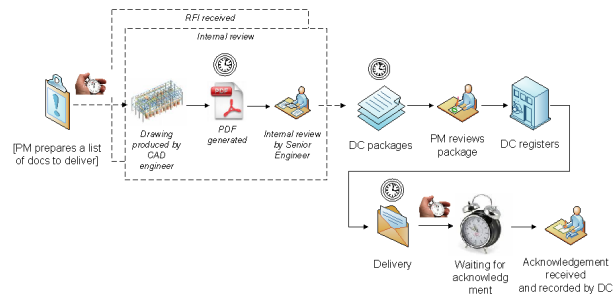 RFI received
Internal review
PDF
[PM prepares a list
of docs to deliver]
Drawing
produced by
CAD
engineer
PDF
generated
Internal review
by Senior
Engineer
DC packages
PM reviews
package
DC registers
Delivery
Waiting for
acknowledg
ment
Acknowledgement
received
and recorded by DC